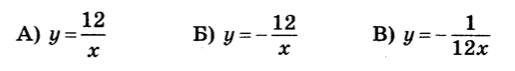 А) y = 12/x Б) y = −12/x В) y = −1/(12x)